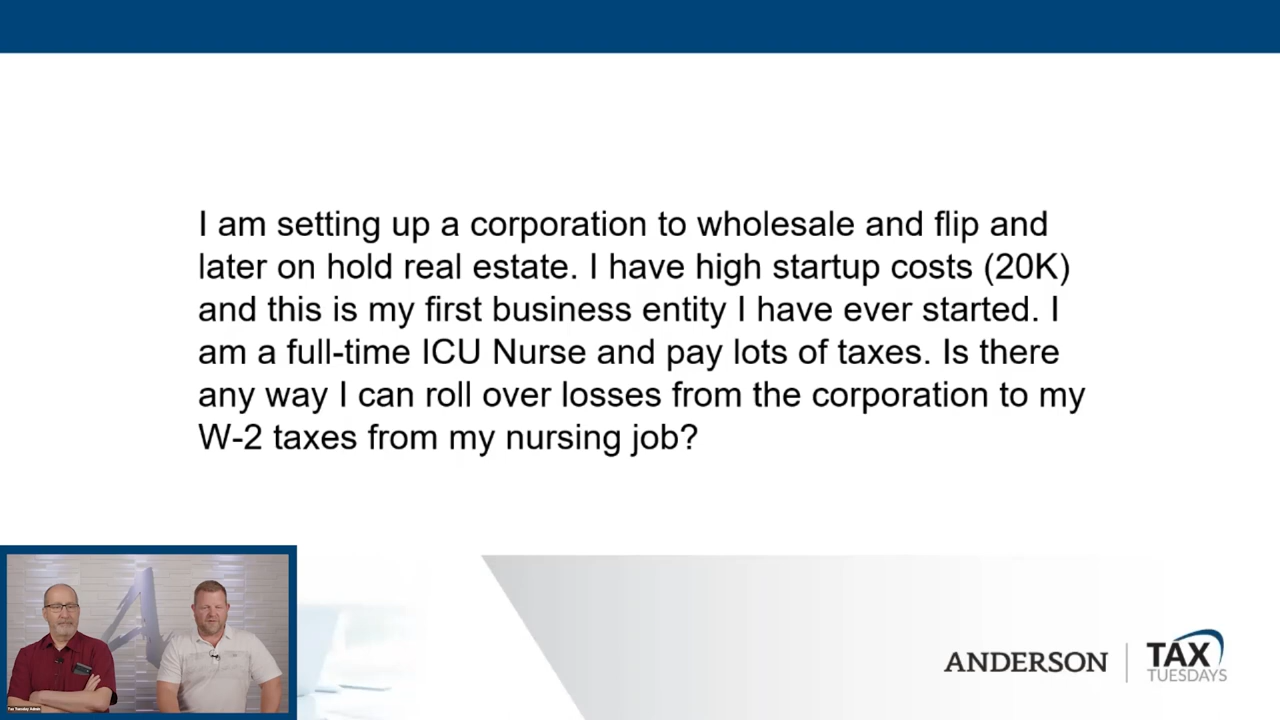 I am setting up a corporation to wholesale and flip and
later on hold real estate. I have high startup costs (20K)
and this is my first business entity I have ever started. I
am a full-time ICU Nurse and pay lots of taxes. Is there
any way I can roll over losses from the corporation to my
W-2 taxes from my nursing job?
Tax Tuesday Admin
ANDERSON
TAX
TUESDAYS